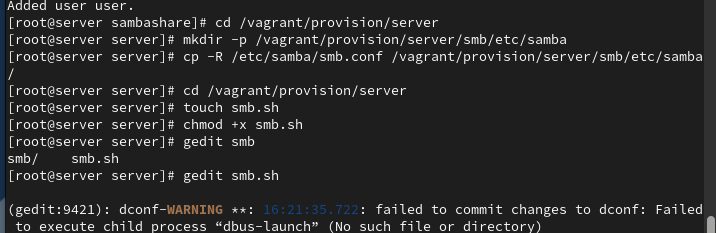 Added user user.
[root@server sambashare]# cd /vagrant/provision/server
[root@server server]# mkdir -p /vagrant/provision/server/smb/etc/samba
[root@server server]# cp -R /etc/samba/smb.conf /vagrant/provision/server/smb/etc/samba
/
[root@server server]# cd /vagrant/provision/server
[root@server server]# touch smb.sh
[root@server server]# chmod +x smb.sh
[root@server server]# gedit smb
smb/    smb.sh
[root@server server]# gedit smb.sh
(gedit:9421): dconf-WARNING **: 16:21:35.722: failed to commit changes to dconf: Failed
to execute child process “dbus-launch” (No such file or directory)